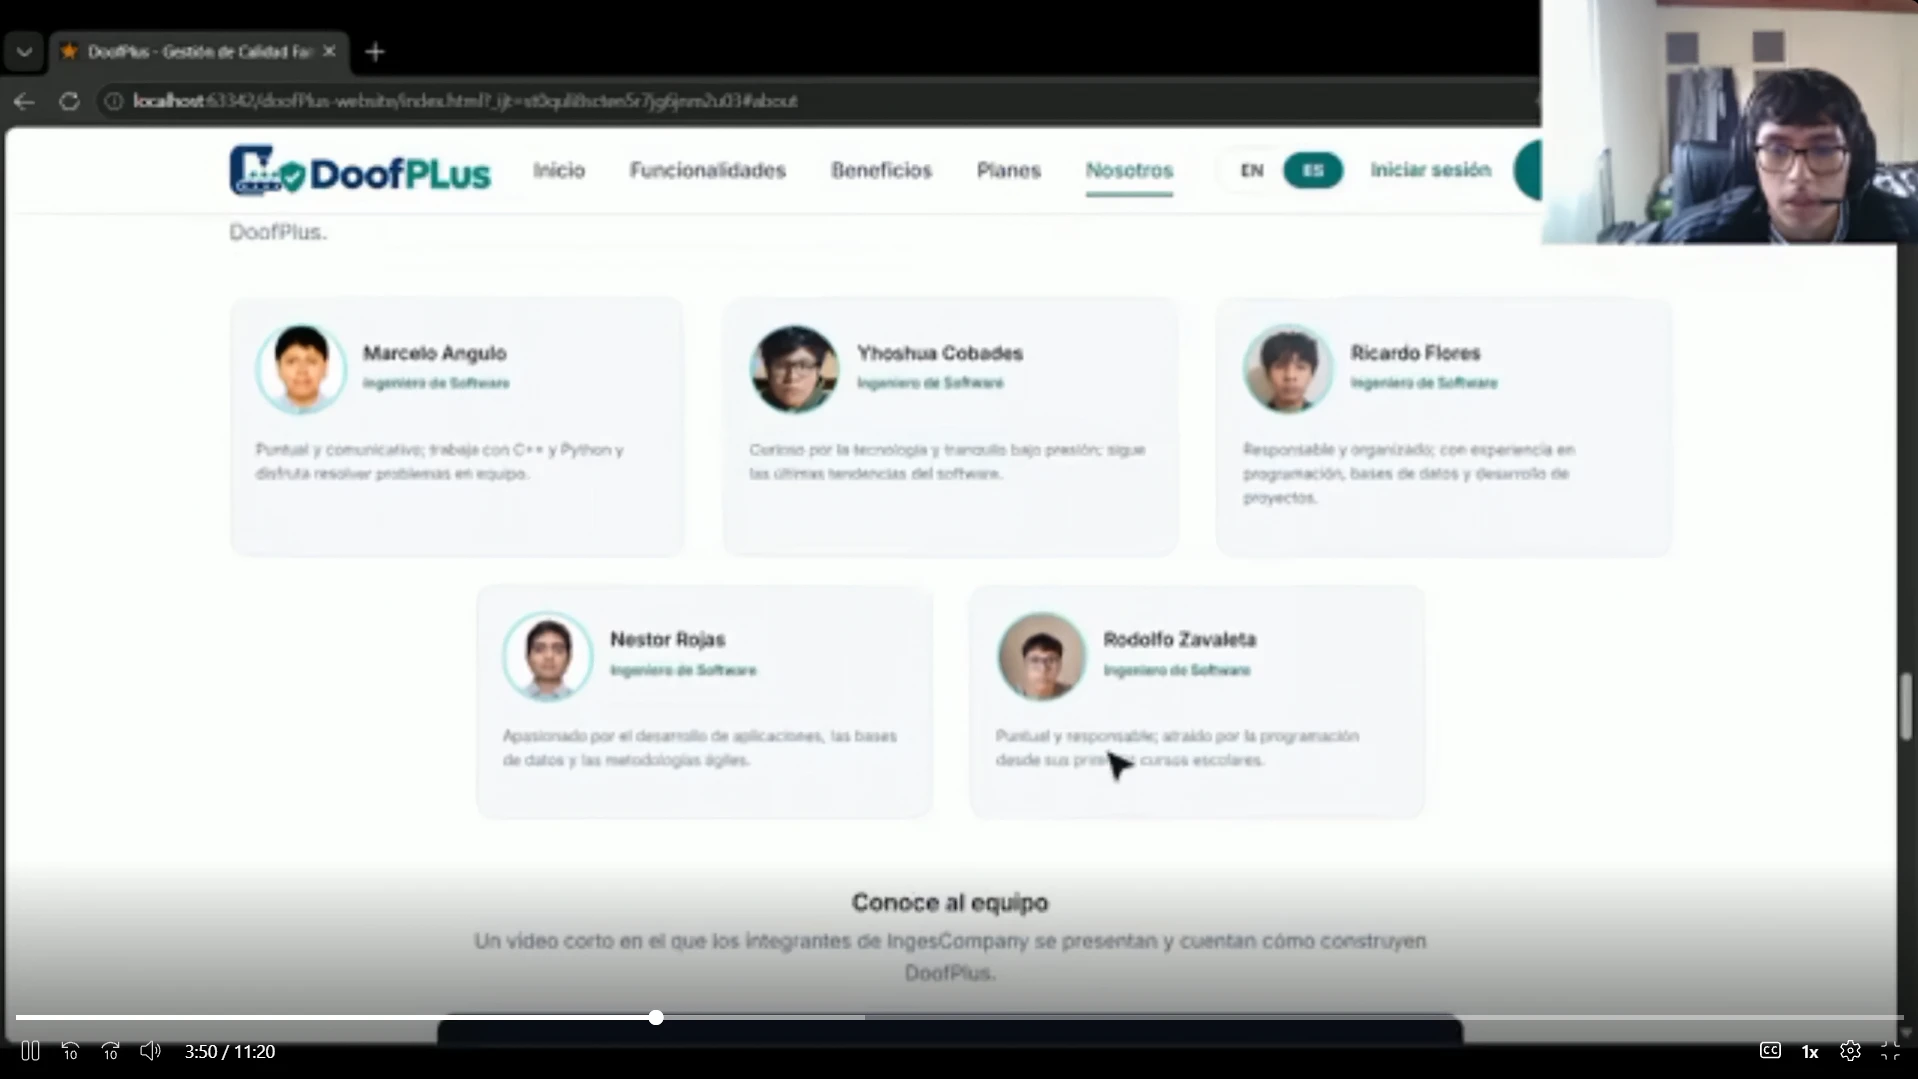 DoofPlus - Gestión de Calidad Far
localhost:63342/doofPlus-website/index.html?_ijt=
#about
DoofPLus
Inicio
Funcionalidades
Beneficios
Planes
Nosotros
EN
ES
Iniciar sesión
DoofPlus.
Marcelo Angulo
Ingeniero de Software
Puntual y comunicativo; trabaja con C++ y Python y
disfruta resolver problemas en equipo.
Yhoshua Cobades
Ingeniero de Software
Curioso por la tecnología y tranquilo bajo presión; sigue
las últimas tendencias del software.
Ricardo Flores
Ingeniero de Software
Responsable y organizado; con experiencia en
programación, bases de datos y desarrollo de
proyectos.
Nestor Rojas
Ingeniero de Software
Apasionado por el desarrollo de aplicaciones, las bases
de datos y las metodologías ágiles.
Rodolfo Zavaleta
Ingeniero de Software
Puntual y responsable; atraído por la programación
desde sus cursos escolares.
Conoce al equipo
Un video corto en el que los integrantes de IngesCompany se presentan y cuentan cómo construyen
DoofPlus.
10
10
3:50 / 11:20
CC
1x